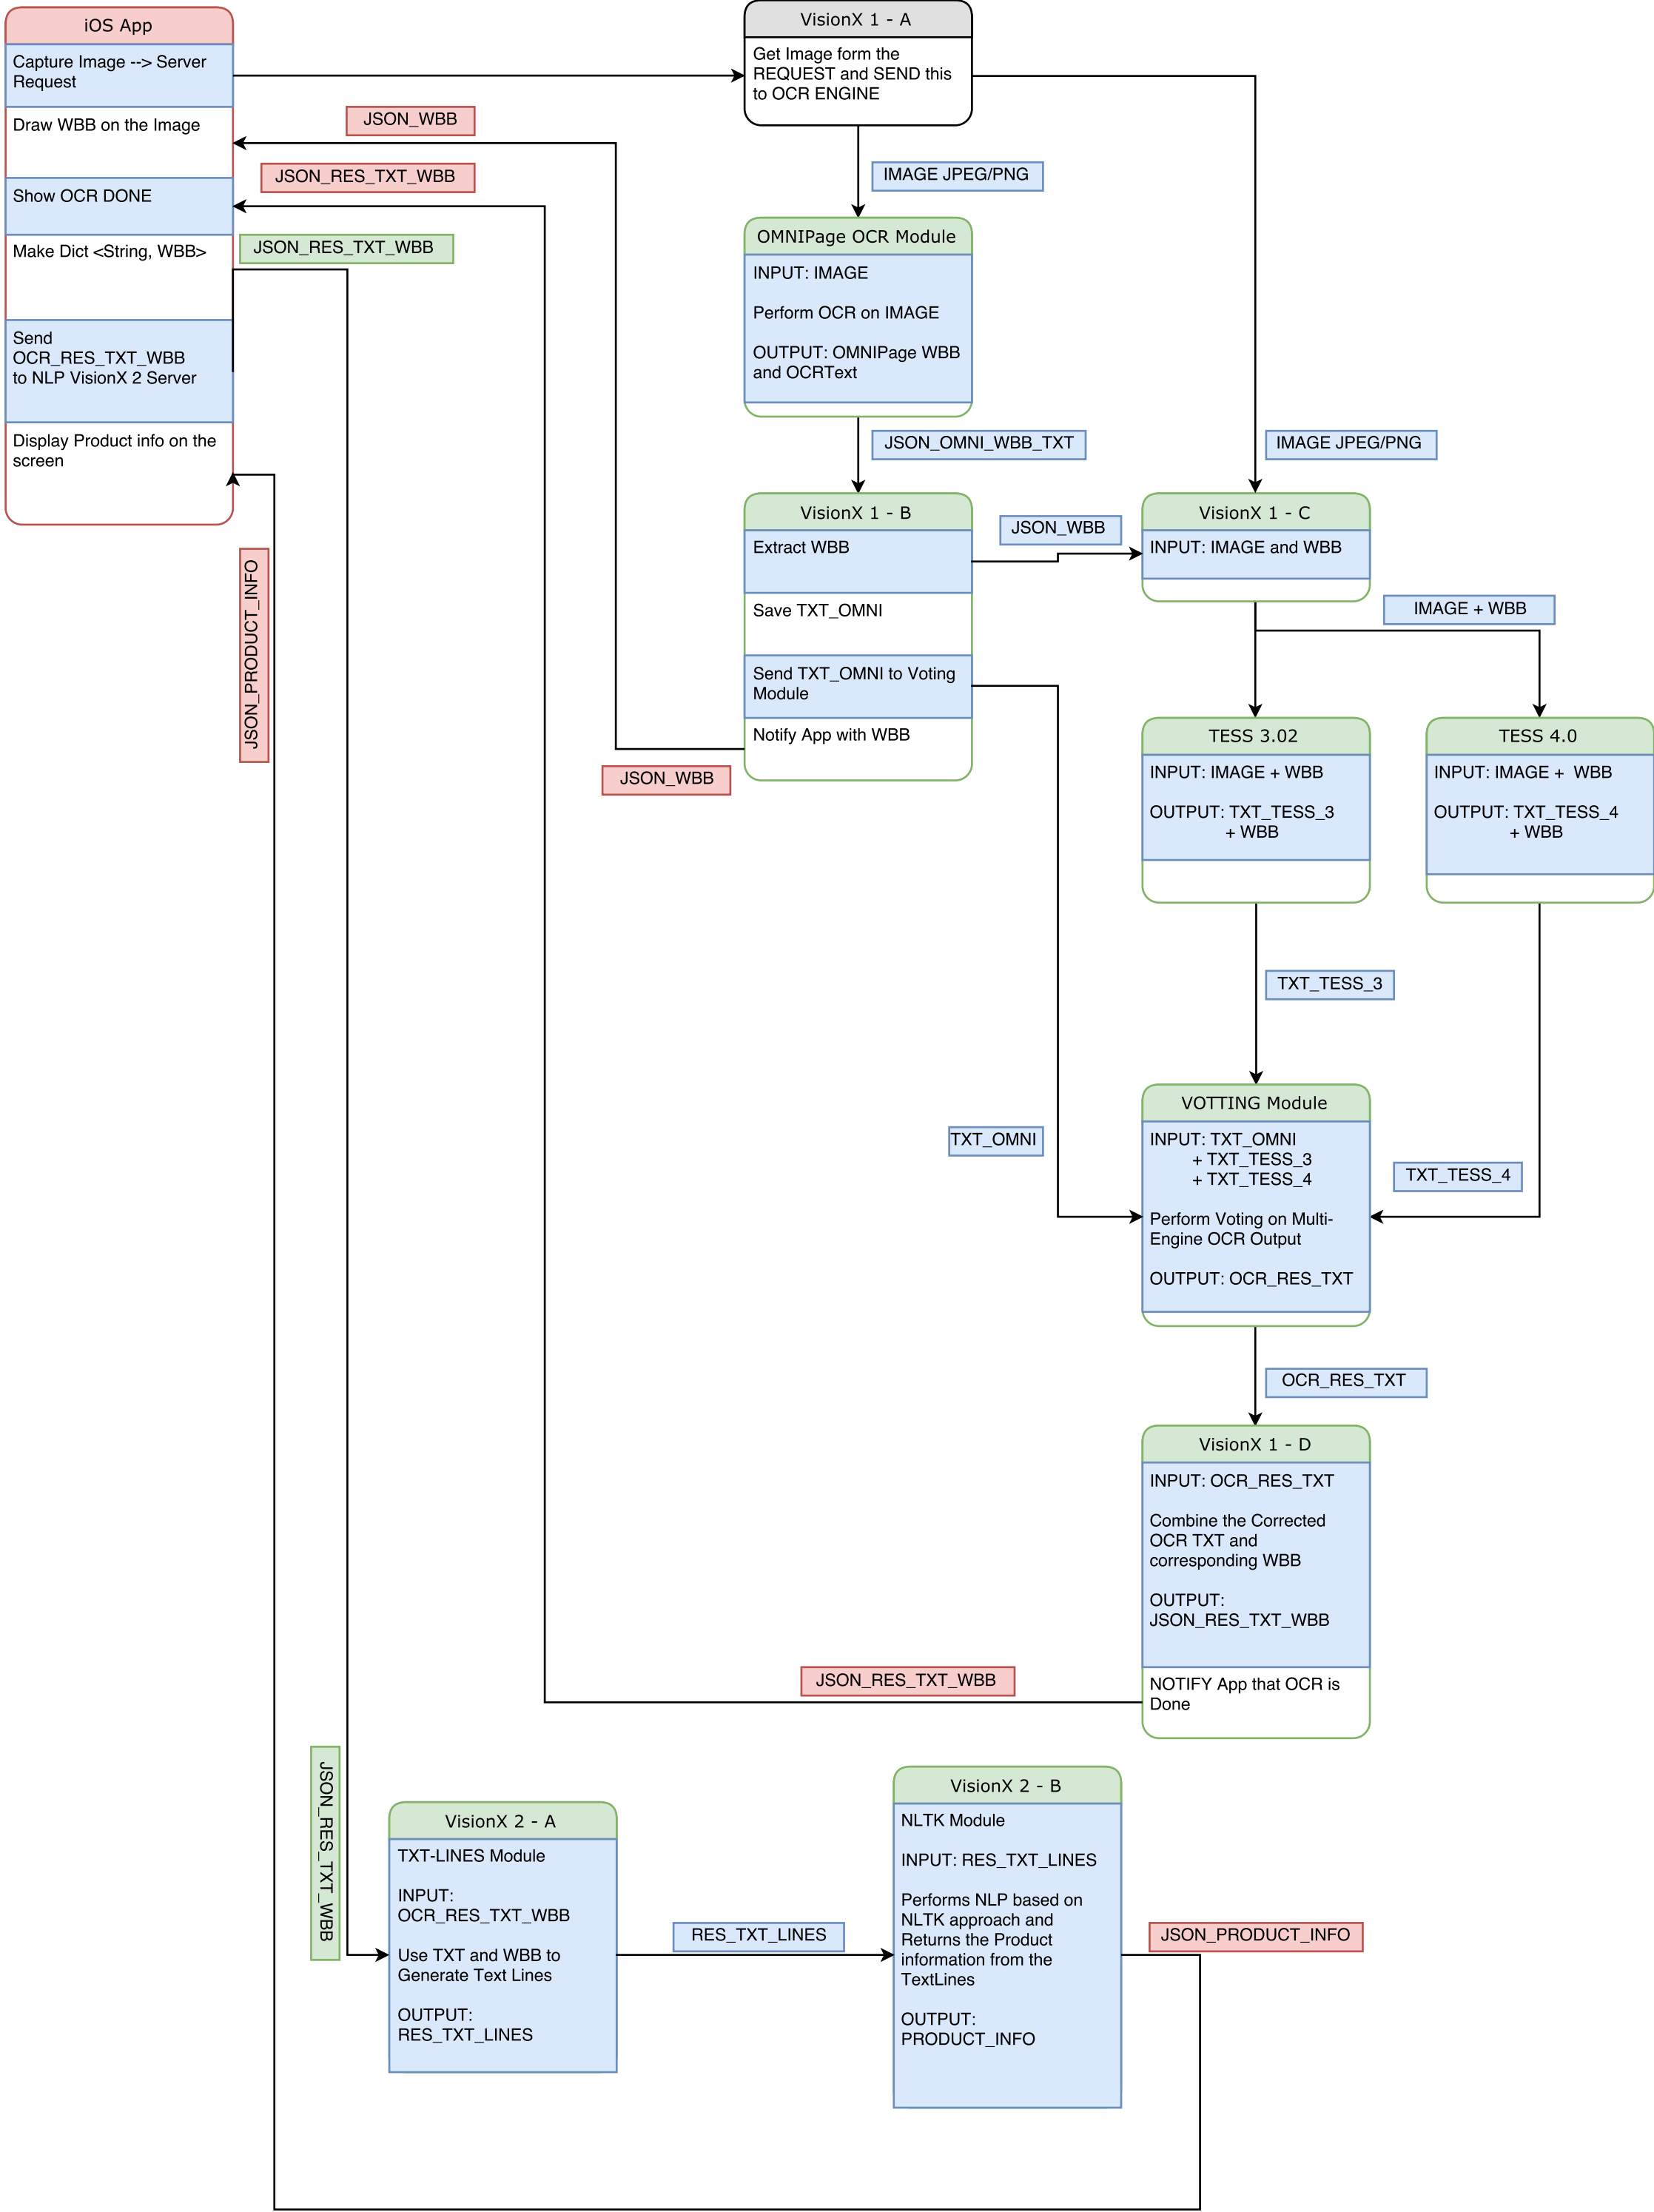 iOS App
Capture Image --> Server
Request
Draw WBB on the Image
Show OCR DONE
Make Dict <String, WBB>
Send
OCR_RES_TXT_WBB
to NLP VisionX 2 Server
Display Product info on the
screen
VisionX 1 - A
Get Image form the
REQUEST and SEND this
to OCR ENGINE
JSON_WBB
JSON_RES_TXT_WBB
JSON_RES_TXT_WBB
IMAGE JPEG/PNG
OMNIPage OCR Module
INPUT: IMAGE
Perform OCR on IMAGE
OUTPUT: OMNIPage WBB
and OCRText
JSON_OMNI_WBB_TXT
IMAGE JPEG/PNG
VisionX 1 - B
Extract WBB
Save TXT_OMNI
Send TXT_OMNI to Voting
Module
Notify App with WBB
JSON_WBB
VisionX 1 - C
INPUT: IMAGE and WBB
IMAGE + WBB
JSON_PRODUCT_INFO
JSON_WBB
TESS 3.02
INPUT: IMAGE + WBB
OUTPUT: TXT_TESS_3
+ WBB
TESS 4.0
INPUT: IMAGE + WBB
OUTPUT: TXT_TESS_4
+ WBB
TXT_TESS_3
TXT_OMNI
VOTTING Module
INPUT: TXT_OMNI
+ TXT_TESS_3
+ TXT_TESS_4
Perform Voting on Multi-
Engine OCR Output
OUTPUT: OCR_RES_TXT
TXT_TESS_4
OCR_RES_TXT
VisionX 1 - D
INPUT: OCR_RES_TXT
Combine the Corrected
OCR TXT and
corresponding WBB
OUTPUT:
JSON_RES_TXT_WBB
NOTIFY App that OCR is
Done
JSON_RES_TXT_WBB
JSON_RES_TXT_WBB
VisionX 2 - A
TXT-LINES Module
INPUT:
OCR_RES_TXT_WBB
Use TXT and WBB to
Generate Text Lines
OUTPUT:
RES_TXT_LINES
RES_TXT_LINES
VisionX 2 - B
NLTK Module
INPUT: RES_TXT_LINES
Performs NLP based on
NLTK approach and
Returns the Product
information from the
TextLines
OUTPUT:
PRODUCT_INFO
JSON_PRODUCT_INFO